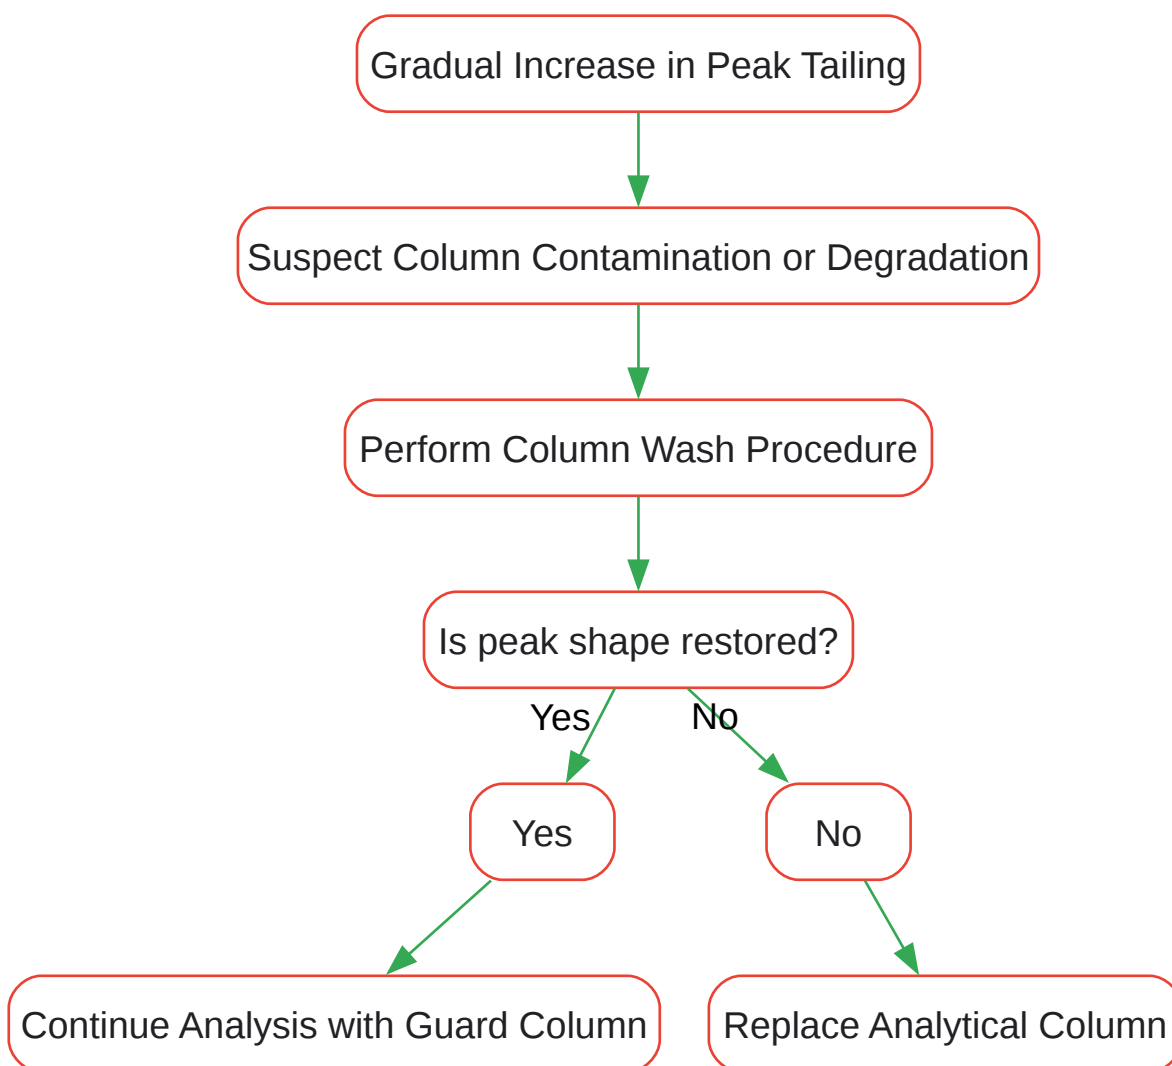 Gradual Increase in Peak Tailing
Suspect Column Contamination or Degradation
Perform Column Wash Procedure
Is peak shape restored?
Yes
No
Yes
No
Continue Analysis with Guard Column
Replace Analytical Column